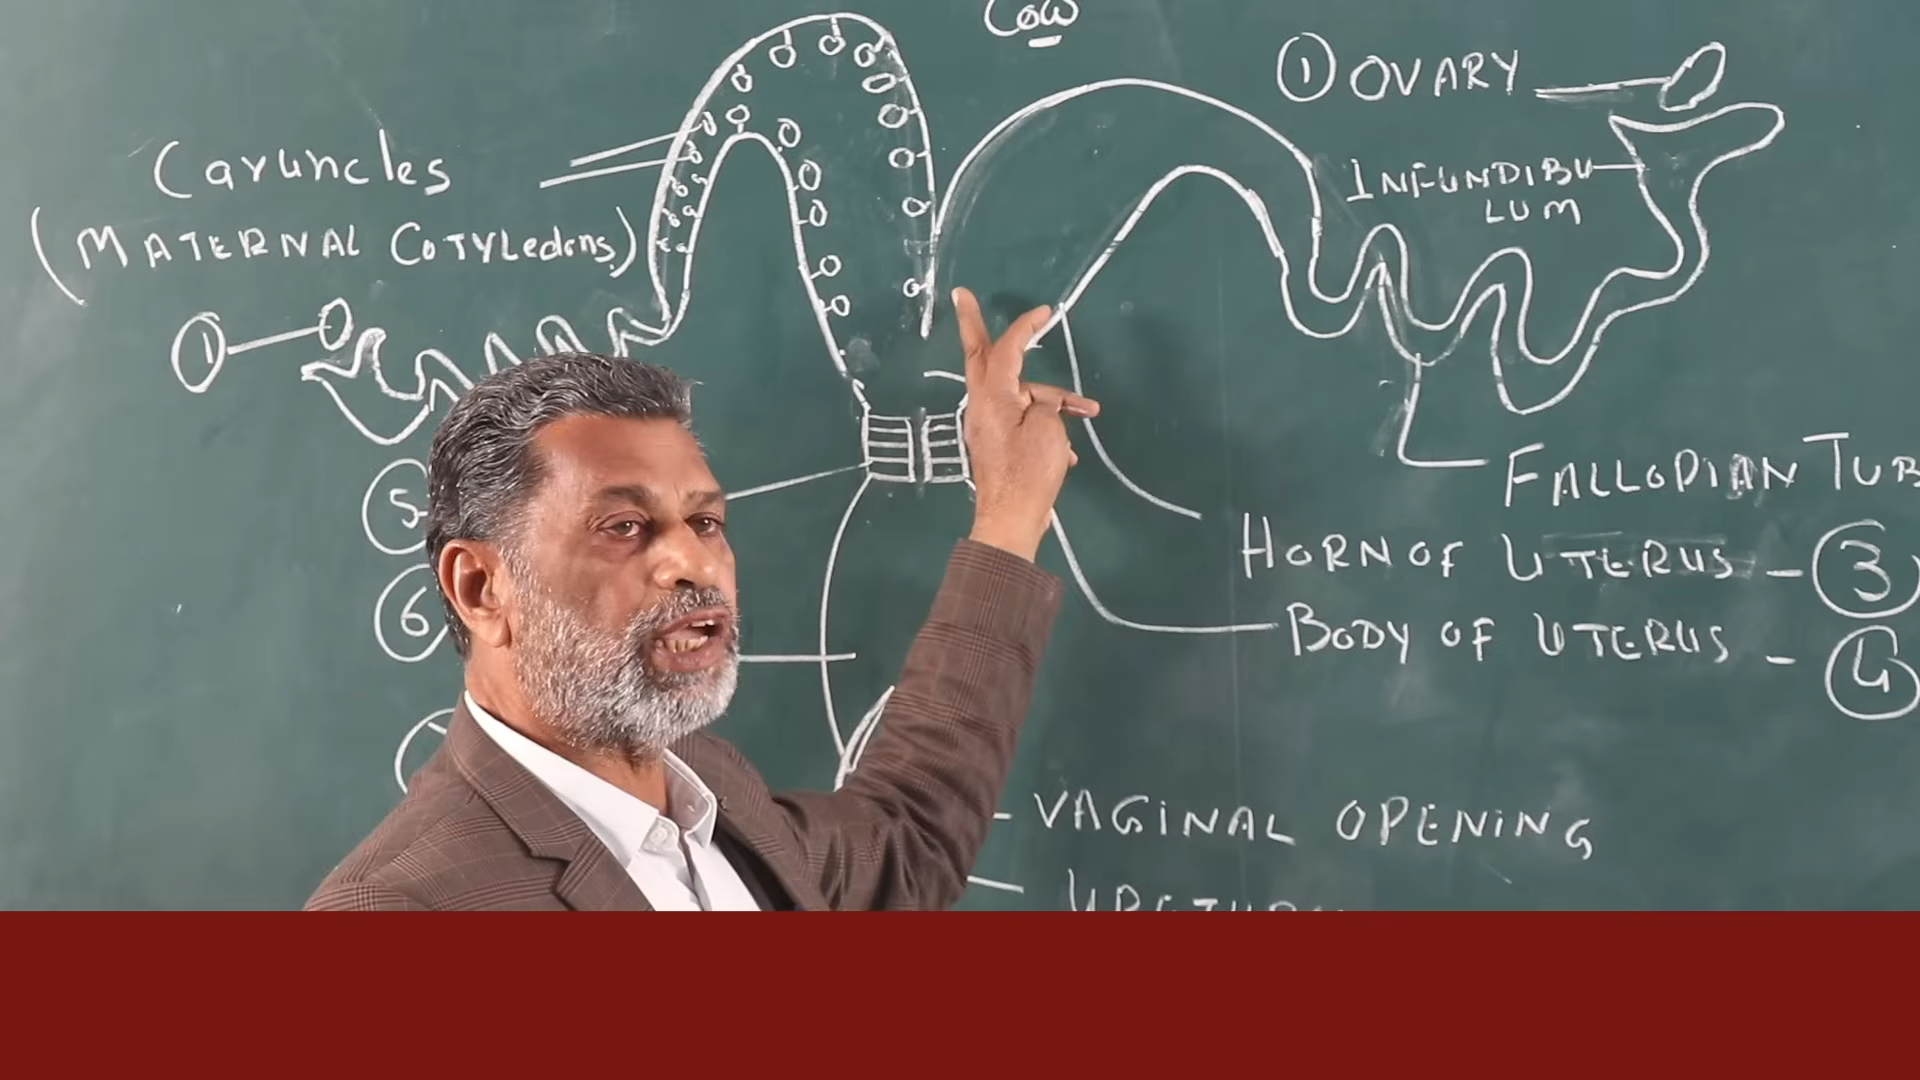 Cow
① OVARY
Caruncles
INFUNDIBU
LUM
(MATERNAL CoTYLedons)
①
FALLOPIAN TUB
5
HORN OF UTERUS - ③
6
BODY OF UTERUS - ④
VAGINAL OPENING